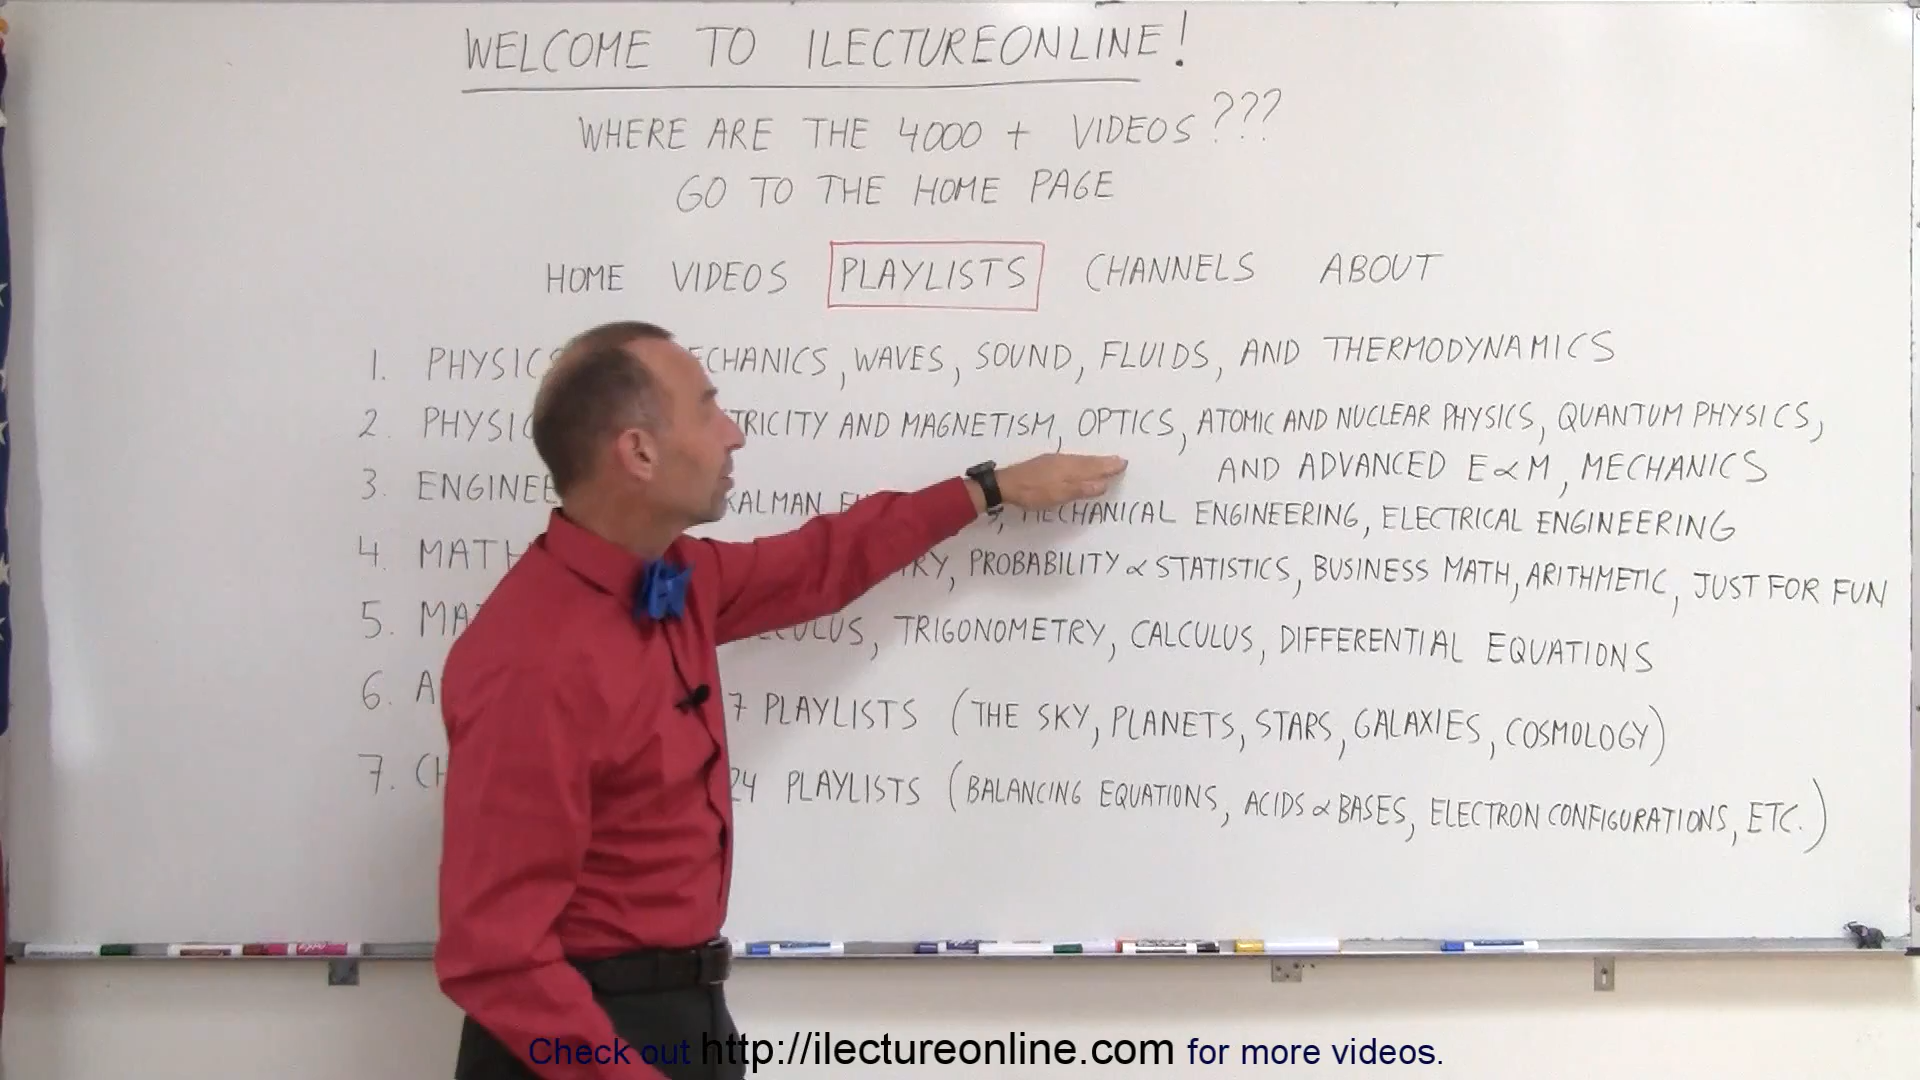 WELCOME TO ILECTUREONLINE!
WHERE ARE THE 4000 + VIDEOS???
GO TO THE HOME PAGE
HOME VIDEOS PLAYLISTS CHANNELS ABOUT
1. PHYSICS MECHANICS, WAVES, SOUND, FLUIDS, AND THERMODYNAMICS
2. PHYSIC TRICITY AND MAGNETISM, OPTICS, ATOMIC AND NUCLEAR PHYSICS, QUANTUM PHYSICS,
AND ADVANCED E & M, MECHANICS
3. ENGINEE KALMAN MECHANICAL ENGINEERING, ELECTRICAL ENGINEERING
4. MATH RY, PROBABILITY & STATISTICS, BUSINESS MATH, ARITHMETIC, JUST FOR FUN
5. MA CULUS, TRIGONOMETRY, CALCULUS, DIFFERENTIAL EQUATIONS
6. A 7 PLAYLISTS (THE SKY, PLANETS, STARS, GALAXIES, COSMOLOGY)
7. CH 24 PLAYLISTS (BALANCING EQUATIONS, ACIDS & BASES, ELECTRON CONFIGURATIONS, ETC.)
Check out http://ilectureonline.com for more videos.